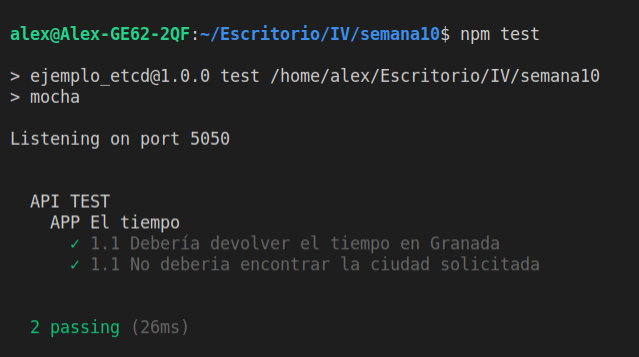 alex@Alex-GE62-2QF:~/Escritorio/IV/semana10$ npm test
> ejemplo_etcd@1.0.0 test /home/alex/Escritorio/IV/semana10
> mocha
Listening on port 5050
API TEST
APP El tiempo
✓ 1.1 Debería devolver el tiempo en Granada
✓ 1.1 No deberia encontrar la ciudad solicitada
2 passing (26ms)